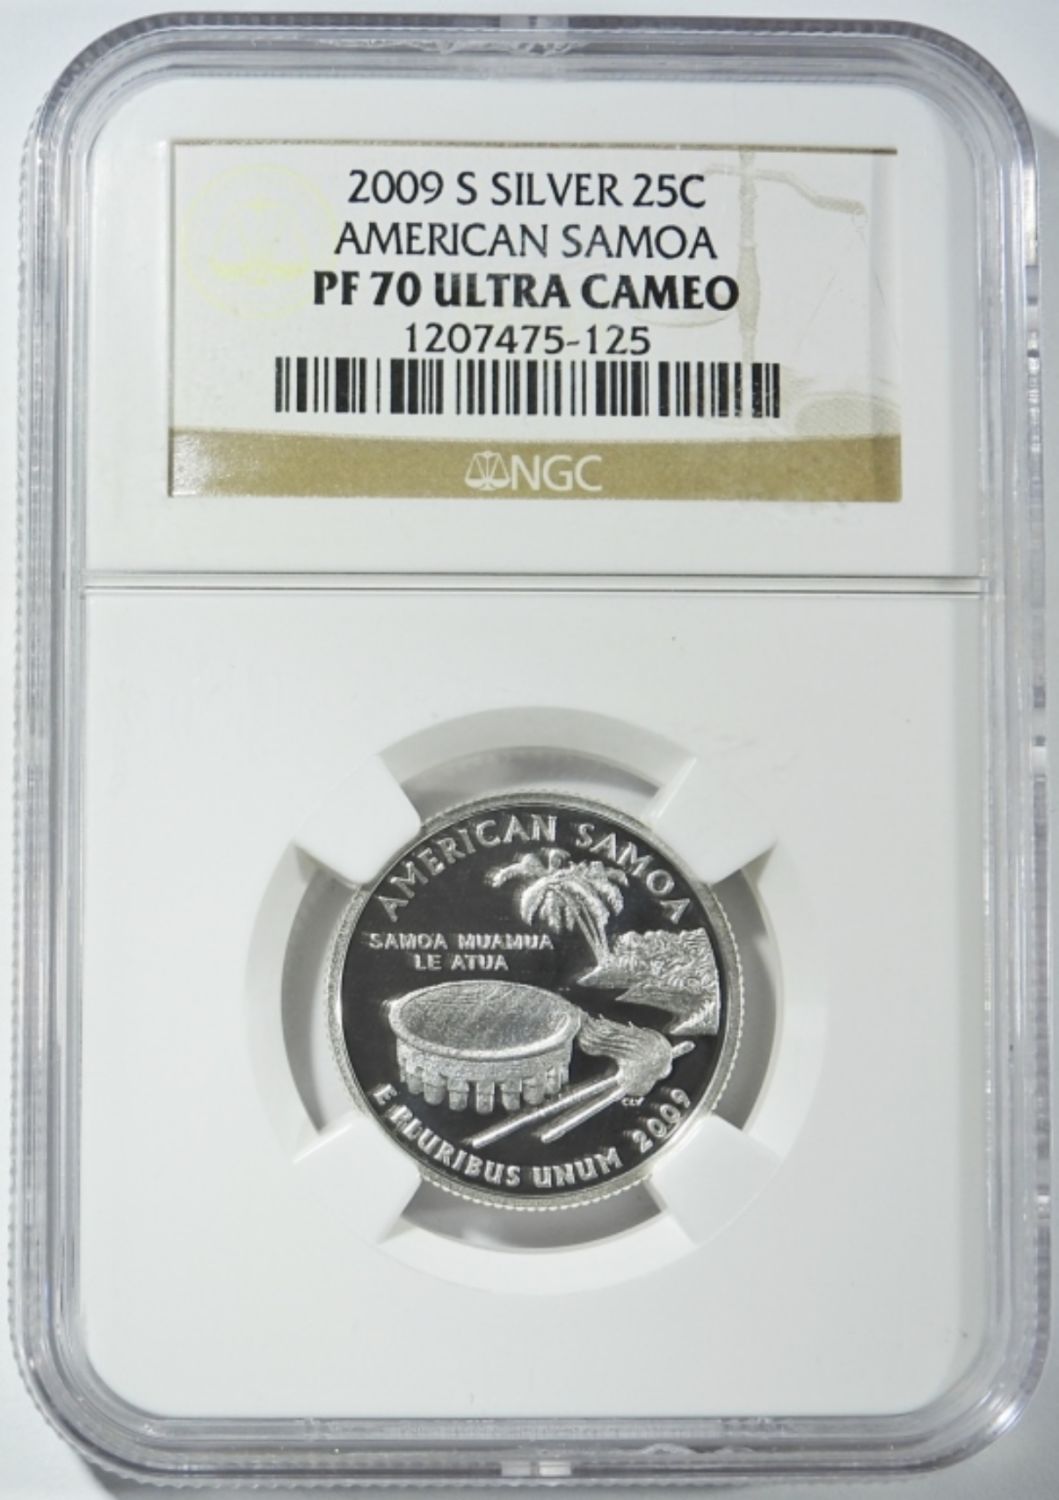 2009 S SILVER 25C
AMERICAN SAMOA
PF 70 ULTRA CAMEO
1207475-125
NGC
AMERICAN SAMOA
SAMOA MUAMUA
LE ATUA
CLV
E PLURIBUS UNUM 2009